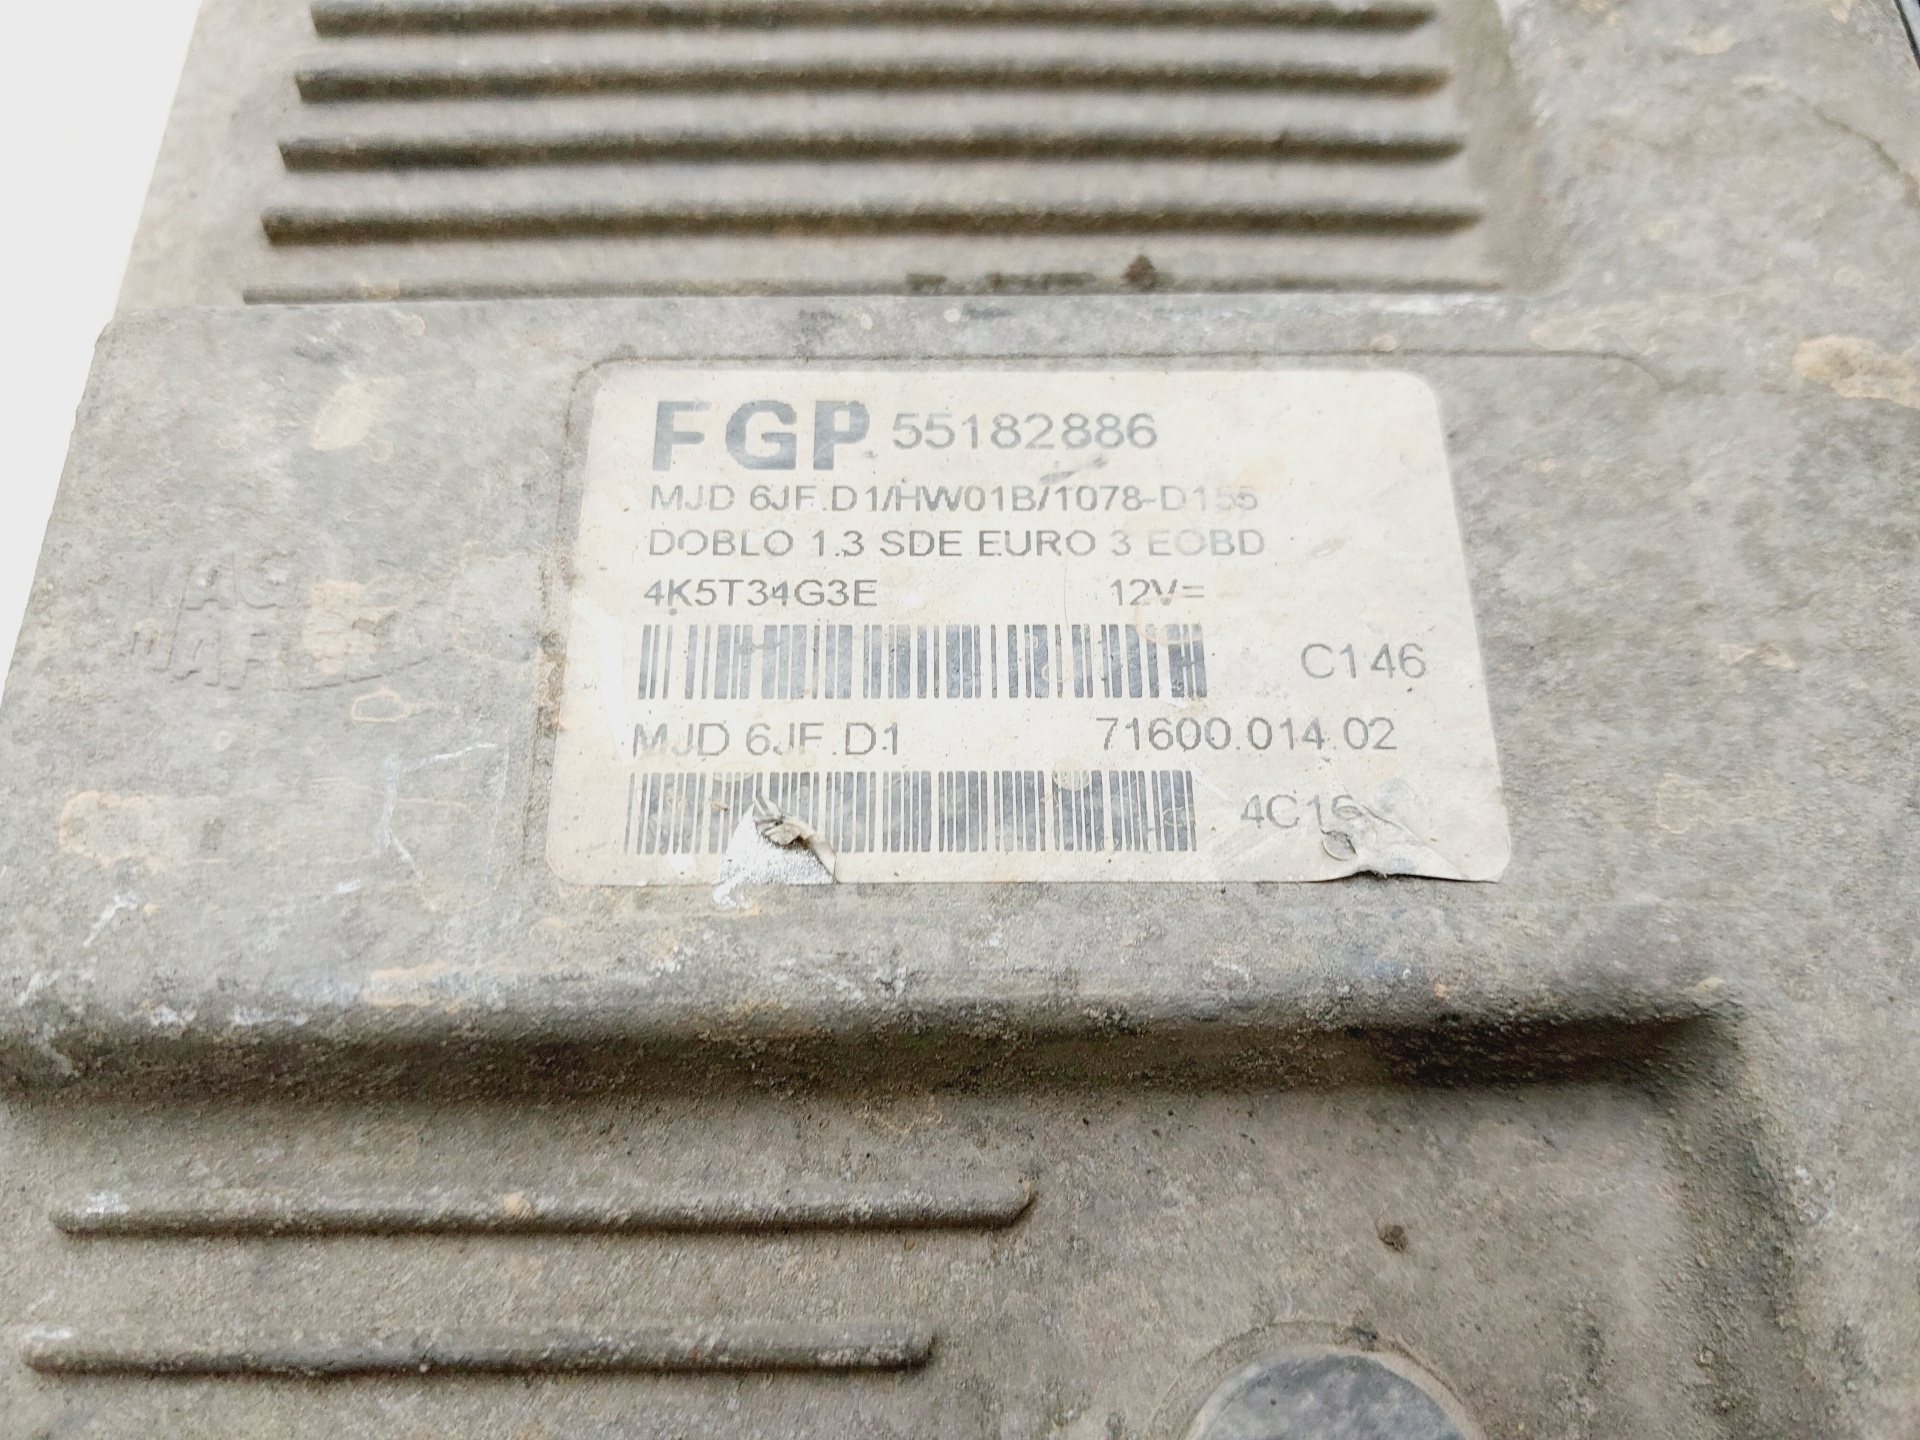 FGP 55182886
MJD 6JF.D1/HW01B/1078-D155
DOBLO 1.3 SDE EURO 3 EOBD
4K5T34G3E 12V=
C146
MJD 6JF.D1 71600.014.02
4C16